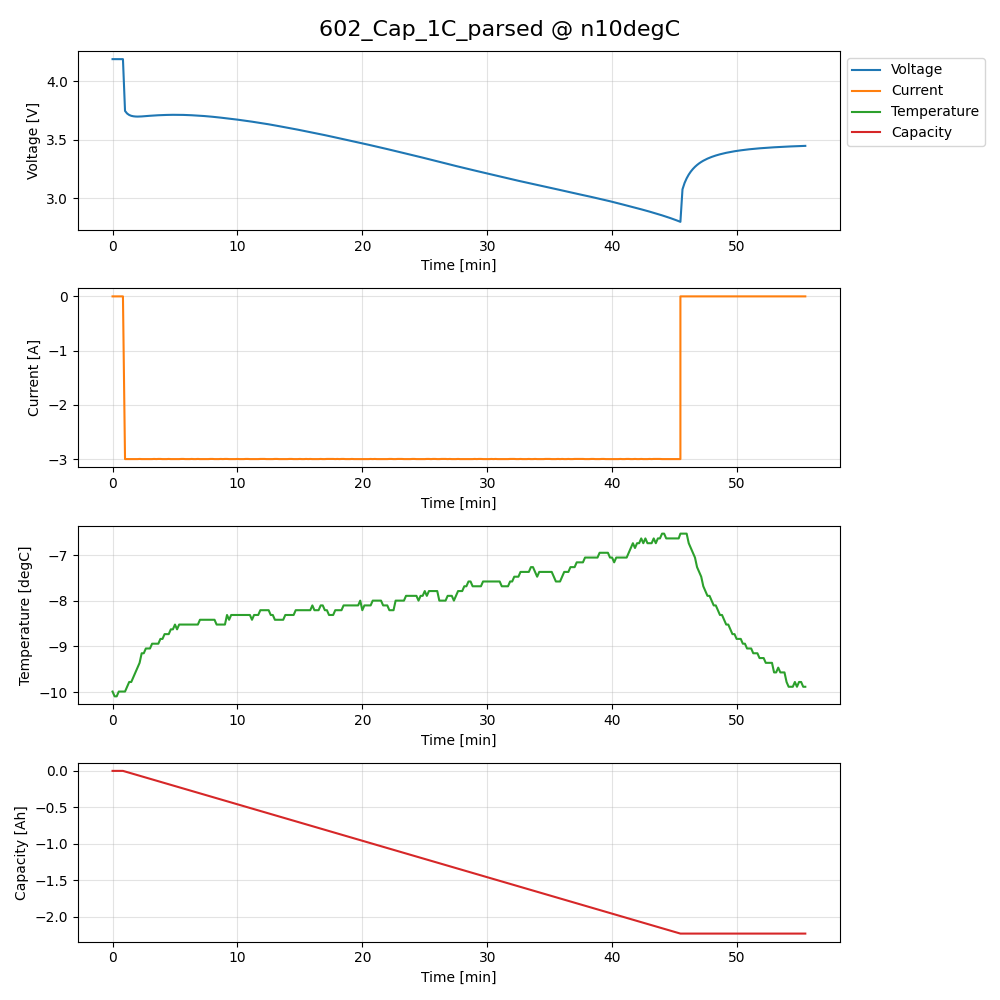 602_Cap_1C_parsed @ n10degC
Voltage
Current
Temperature
Capacity
4.0
3.5
3.0
Voltage [V]
0 10 20 30 40 50
Time [min]
0
−1
−2
−3
Current [A]
0 10 20 30 40 50
Time [min]
−7
−8
−9
−10
Temperature [degC]
0 10 20 30 40 50
Time [min]
0.0
−0.5
−1.0
−1.5
−2.0
Capacity [Ah]
0 10 20 30 40 50
Time [min]